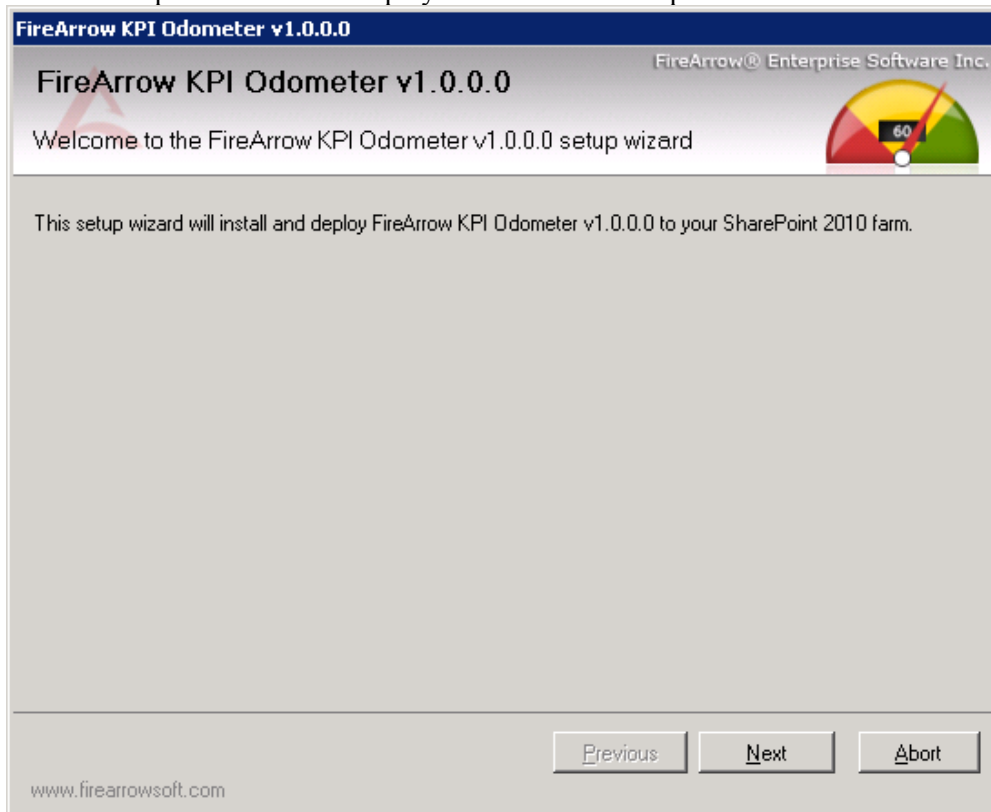 FireArrow KPI Odometer v1.0.0.0
FireArrow® Enterprise Software Inc.
FireArrow KPI Odometer v1.0.0.0
Welcome to the FireArrow KPI Odometer v1.0.0.0 setup wizard
60
This setup wizard will install and deploy FireArrow KPI Odometer v1.0.0.0 to your SharePoint 2010 farm.
Previous Next Abort
www.firearrowsoft.com